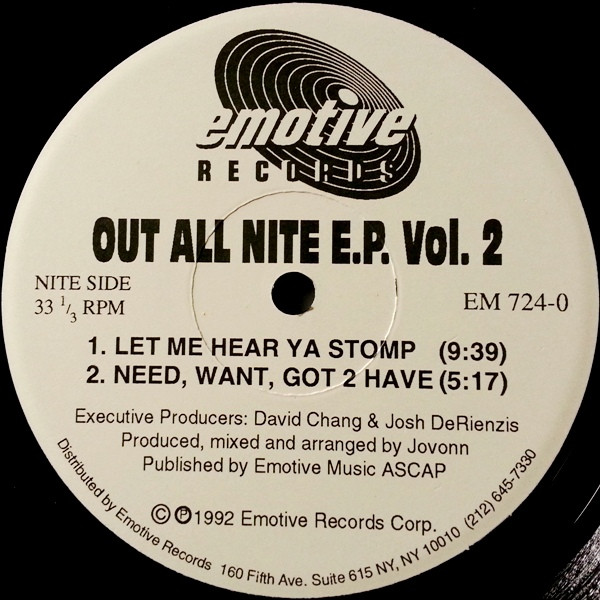 emotive
RECORDS
OUT ALL NITE E.P. Vol. 2
NITE SIDE
33 1/3 RPM
EM 724-0
1. LET ME HEAR YA STOMP (9:39)
2. NEED, WANT, GOT 2 HAVE (5:17)
Executive Producers: David Chang & Josh DeRienzis
Produced, mixed and arranged by Jovonn
Published by Emotive Music ASCAP
©℗1992 Emotive Records Corp.
Distributed by Emotive Records 160 Fifth Ave. Suite 615 NY, NY 10010 (212) 645-7330